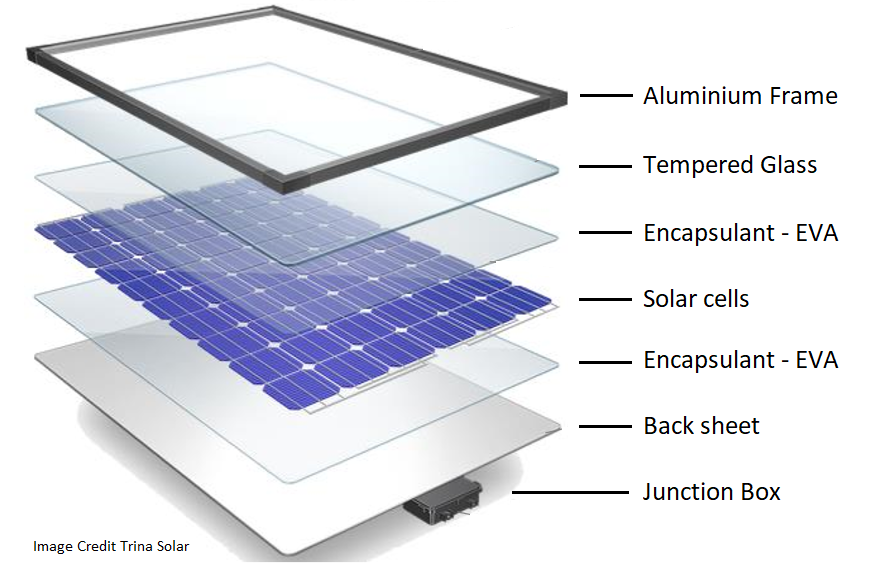 Aluminium Frame
Tempered Glass
Encapsulant - EVA
Solar cells
Encapsulant - EVA
Back sheet
Junction Box
Image Credit Trina Solar